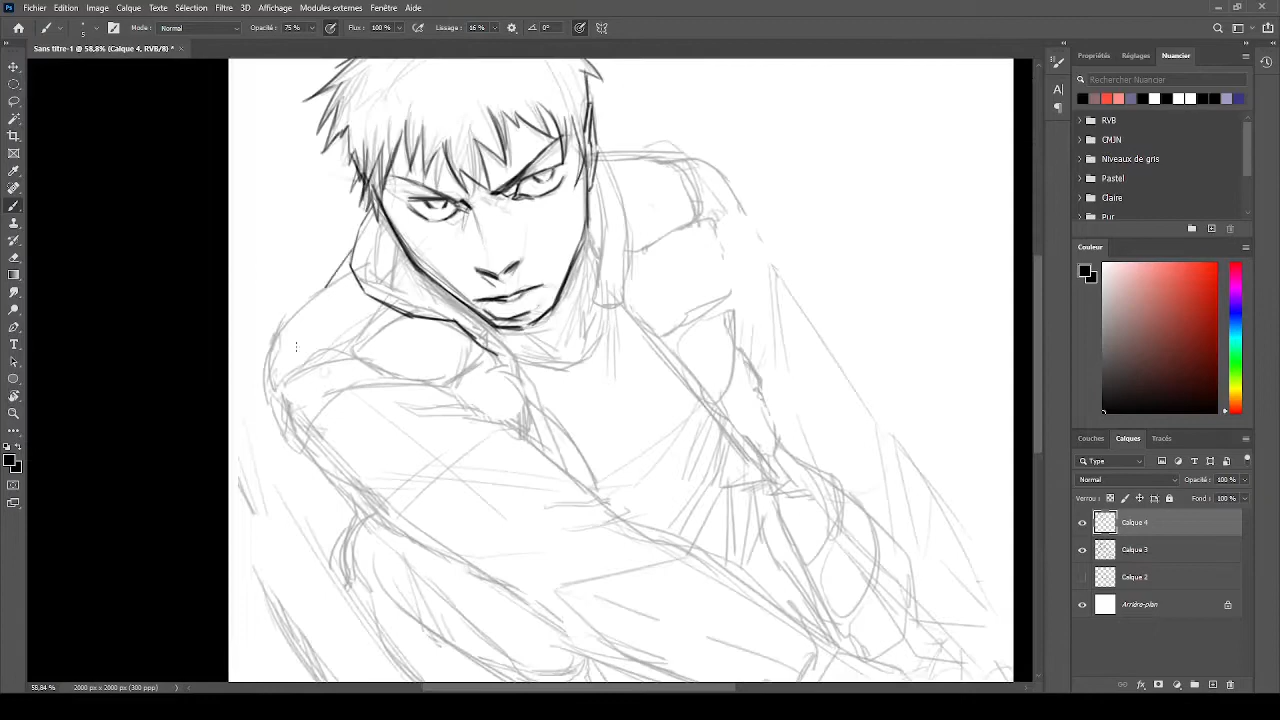 Ps Fichier Edition Image Calque Texte Sélection Filtre 3D Affichage Modules externes Fenêtre Aide
5 Mode : Normal Opacité : 75 % Flux : 100 % Lissage : 16 % 0°
Sans titre-1 @ 58,8% (Calque 4, RVB/8) * ×
Propriétés Réglages Nuancier
Rechercher Nuancier
RVB
CMJN
Niveaux de gris
Pastel
Claire
Pur
Couleur
Couches Calques Tracés
Type
Normal Opacité : 100 %
Verrou : Fond : 100 %
Calque 4
Calque 3
Calque 2
Arrière-plan
58,84 % 2000 px x 2000 px (300 ppp)